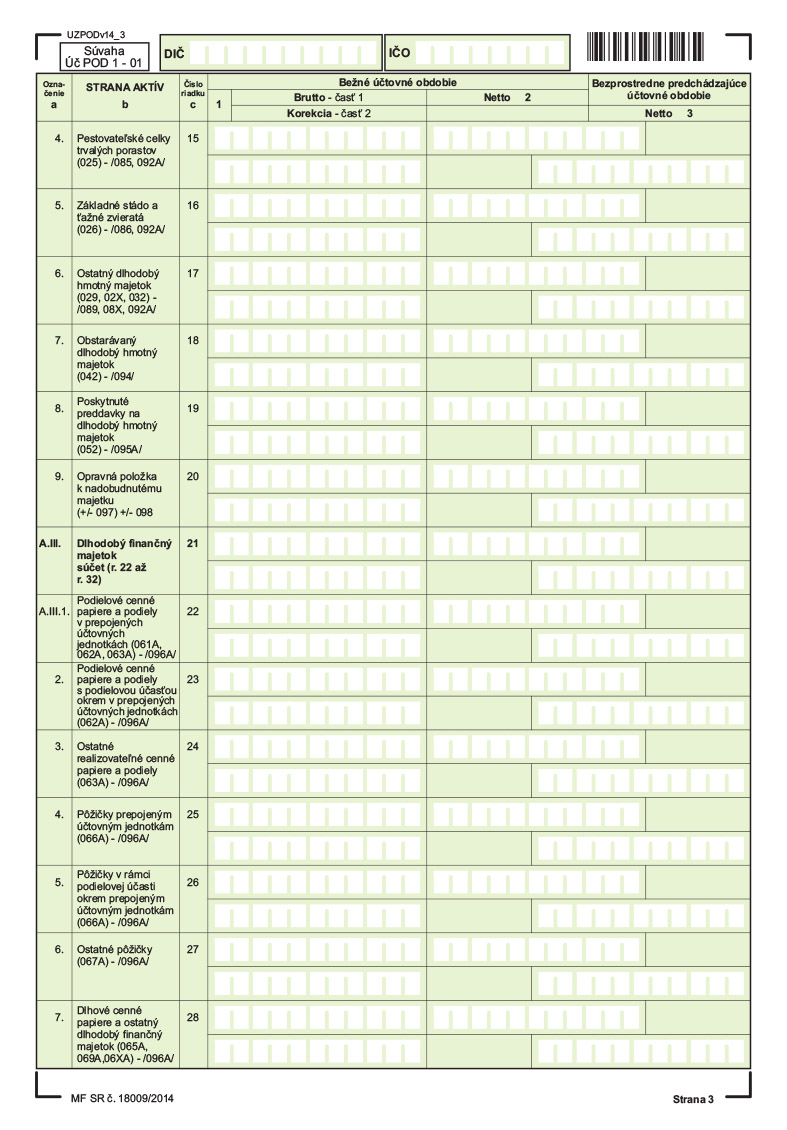 UZPODv14_3
Súvaha
Úč POD 1 - 01
DIČ
IČO
Ozna-
čenie
a
STRANA AKTÍV
b
Číslo
riadku
c
Bežné účtovné obdobie
1
Brutto - časť 1
Korekcia - časť 2
Netto 2
Bezprostredne predchádzajúce
účtovné obdobie
Netto 3
4.
Pestovateľské celky
trvalých porastov
(025) - /085, 092A/
15
5.
Základné stádo a
ťažné zvieratá
(026) - /086, 092A/
16
6.
Ostatný dlhodobý
hmotný majetok
(029, 02X, 032) -
/089, 08X, 092A/
17
7.
Obstarávaný
dlhodobý hmotný
majetok
(042) - /094/
18
8.
Poskytnuté
preddavky na
dlhodobý hmotný
majetok
(052) - /095A/
19
9.
Opravná položka
k nadobudnutému
majetku
(+/- 097) +/- 098
20
A.III.
Dlhodobý finančný
majetok
súčet (r. 22 až
r. 32)
21
A.III.1.
Podielové cenné
papiere a podiely
v prepojených
účtovných
jednotkách (061A,
062A, 063A) - /096A/
22
2.
Podielové cenné
papiere a podiely
s podielovou účasťou
okrem v prepojených
účtovných jednotkách
(062A) - /096A/
23
3.
Ostatné
realizovateľné cenné
papiere a podiely
(063A) - /096A/
24
4.
Pôžičky prepojeným
účtovným jednotkám
(066A) - /096A/
25
5.
Pôžičky v rámci
podielovej účasti
okrem prepojeným
účtovným jednotkám
(066A) - /096A/
26
6.
Ostatné pôžičky
(067A) - /096A/
27
7.
Dlhové cenné
papiere a ostatný
dlhodobý finančný
majetok (065A,
069A,06XA) - /096A/
28
MF SR č. 18009/2014
Strana 3